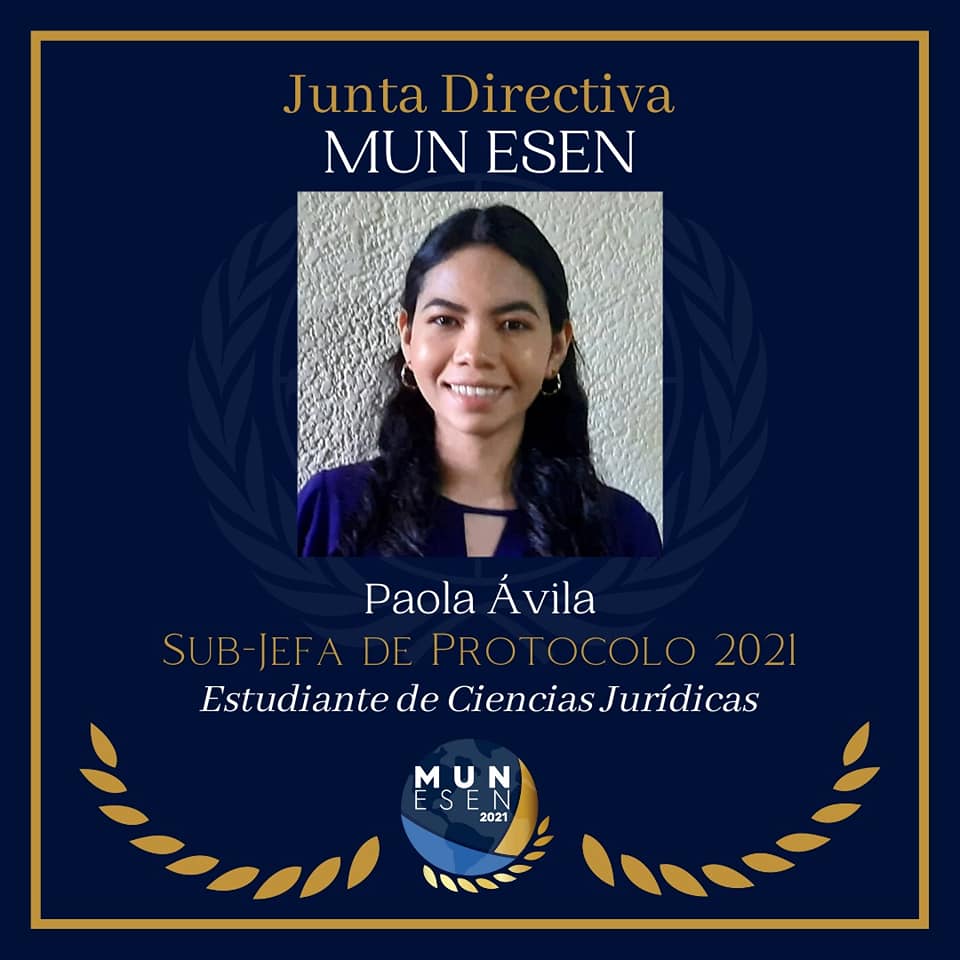 Junta Directiva
MUN ESEN
Paola Ávila
SUB-JEFA DE PROTOCOLO 2021
Estudiante de Ciencias Jurídicas
MUN
ESEN
2021